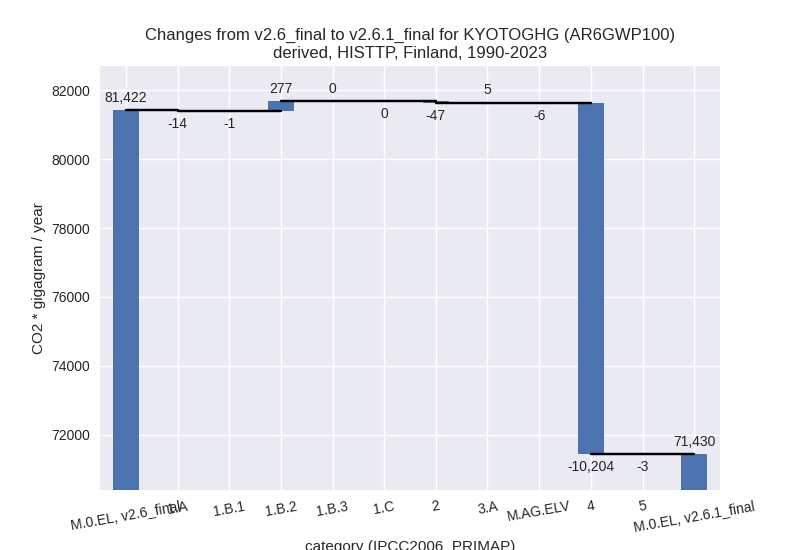 Changes from v2.6_final to v2.6.1_final for KYOTOGHG (AR6GWP100)
derived, HISTTP, Finland, 1990-2023
CO2 * gigagram / year
82000
80000
78000
76000
74000
72000
81,422
-14
-1
277
0
0
-47
5
-6
-10,204
-3
71,430
M.0.EL, v2.6_final
1.A
1.B.1
1.B.2
1.B.3
1.C
2
3.A
M.AG.ELV
4
5
M.0.EL, v2.6.1_final
category (IPCC2006_PRIMAP)